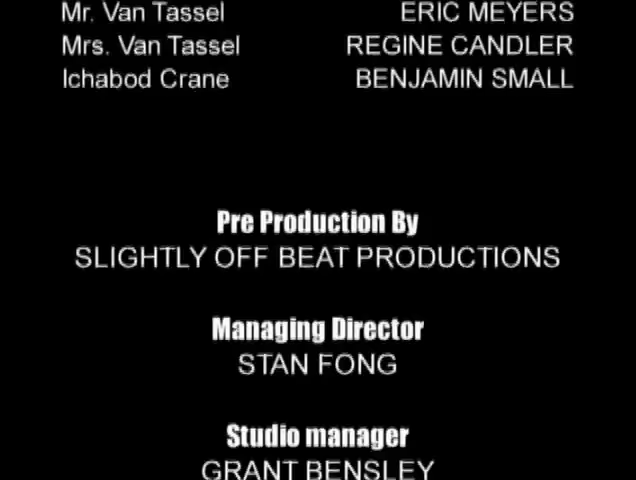 Mr. Van Tassel ERIC MEYERS
Mrs. Van Tassel REGINE CANDLER
Ichabod Crane BENJAMIN SMALL
Pre Production By
SLIGHTLY OFF BEAT PRODUCTIONS
Managing Director
STAN FONG
Studio manager
GRANT BENSLEY